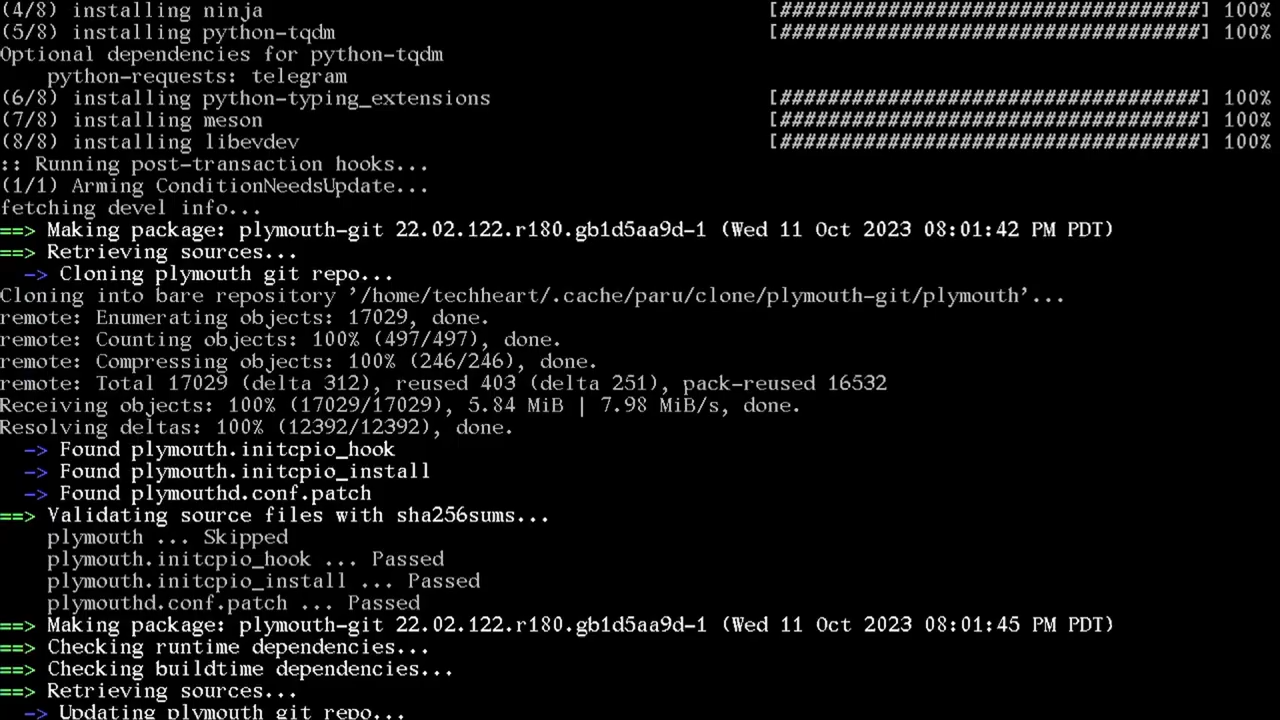 (4/8) installing ninja [###################################] 100%
(5/8) installing python-tqdm [###################################] 100%
Optional dependencies for python-tqdm
    python-requests: telegram
(6/8) installing python-typing_extensions [###################################] 100%
(7/8) installing meson [###################################] 100%
(8/8) installing libevdev [###################################] 100%
:: Running post-transaction hooks...
(1/1) Arming ConditionNeedsUpdate...
fetching devel info...
==> Making package: plymouth-git 22.02.122.r180.gb1d5aa9d-1 (Wed 11 Oct 2023 08:01:42 PM PDT)
==> Retrieving sources...
  -> Cloning plymouth git repo...
Cloning into bare repository '/home/techheart/.cache/paru/clone/plymouth-git/plymouth'...
remote: Enumerating objects: 17029, done.
remote: Counting objects: 100% (497/497), done.
remote: Compressing objects: 100% (246/246), done.
remote: Total 17029 (delta 312), reused 403 (delta 251), pack-reused 16532
Receiving objects: 100% (17029/17029), 5.84 MiB | 7.98 MiB/s, done.
Resolving deltas: 100% (12392/12392), done.
  -> Found plymouth.initcpio_hook
  -> Found plymouth.initcpio_install
  -> Found plymouthd.conf.patch
==> Validating source files with sha256sums...
    plymouth ... Skipped
    plymouth.initcpio_hook ... Passed
    plymouth.initcpio_install ... Passed
    plymouthd.conf.patch ... Passed
==> Making package: plymouth-git 22.02.122.r180.gb1d5aa9d-1 (Wed 11 Oct 2023 08:01:45 PM PDT)
==> Checking runtime dependencies...
==> Checking buildtime dependencies...
==> Retrieving sources...
  -> Updating plymouth git repo...